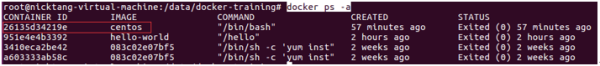 root@nicktang-virtual-machine:/data/docker-training# docker ps -a
CONTAINER ID IMAGE COMMAND CREATED STATUS
26135d34219e centos "/bin/bash" 57 minutes ago Exited (0) 57 minutes ago
951e4e4b3392 hello-world "/hello" 2 hours ago Exited (0) 2 hours ago
3410eca2be42 083c02e07bf5 "/bin/sh -c 'yum inst" 2 weeks ago Exited (0) 2 weeks ago
a603333ab58c 083c02e07bf5 "/bin/sh -c 'yum inst" 2 weeks ago Exited (0) 2 weeks ago